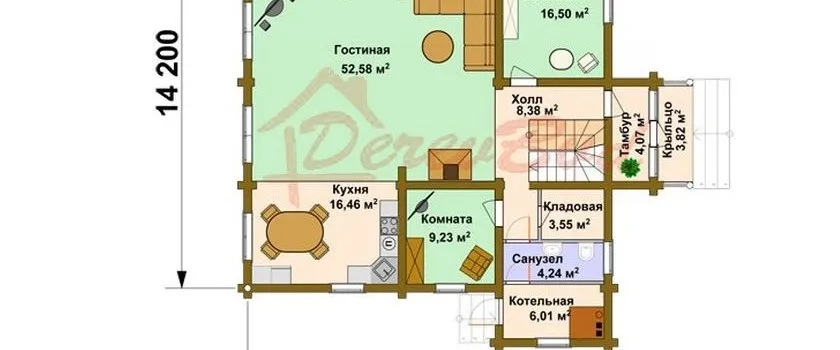 14 200
16,50 м²
Гостиная
52,58 м²
Холл
8,38 м²
Тамбур
4,07 м²
Крыльцо
3,82 м²
Кухня
16,46 м²
Комната
9,23 м²
Кладовая
3,55 м²
Санузел
4,24 м²
Котельная
6,01 м²
П